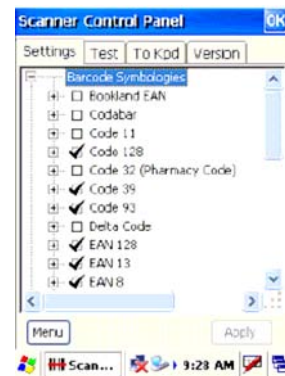 Scanner Control Panel OK
Settings Test To Kpd Version
Barcode Symbologies
Bookland EAN
Codabar
Code 11
Code 128
Code 32 (Pharmacy Code)
Code 39
Code 93
Delta Code
EAN 128
EAN 13
EAN 8
Menu Apply
Scan... 9:23 AM